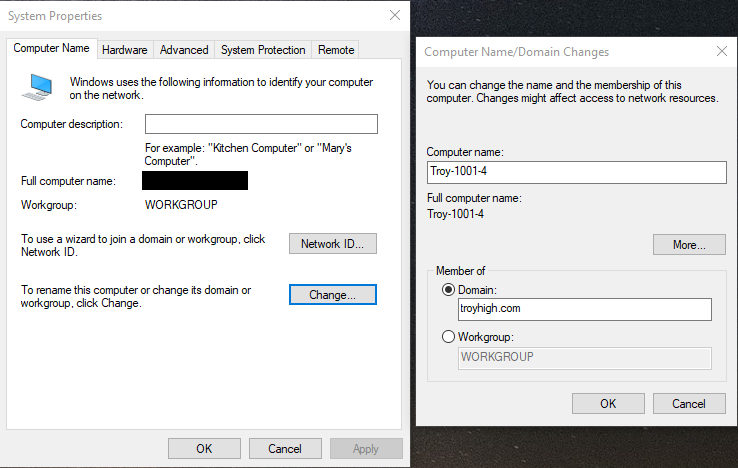 System Properties
Computer Name
Hardware
Advanced
System Protection
Remote
Windows uses the following information to identify your computer
on the network.
Computer description:
For example: "Kitchen Computer" or "Mary's
Computer".
Full computer name:
Workgroup:
WORKGROUP
To use a wizard to join a domain or workgroup, click
Network ID.
Network ID...
To rename this computer or change its domain or
workgroup, click Change.
Change...
OK
Cancel
Apply
Computer Name/Domain Changes
You can change the name and the membership of this
computer. Changes might affect access to network resources.
Computer name:
Troy-1001-4
Full computer name:
Troy-1001-4
More...
Member of
Domain:
troyhigh.com
Workgroup:
WORKGROUP
OK
Cancel